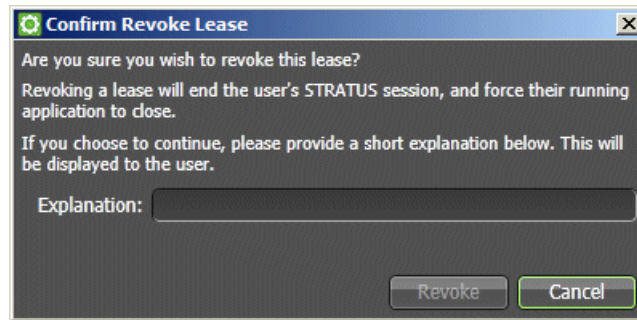 Confirm Revoke Lease
Are you sure you wish to revoke this lease?
Revoking a lease will end the user's STRATUS session, and force their running
application to close.
If you choose to continue, please provide a short explanation below. This will
be displayed to the user.
Explanation:
Revoke Cancel